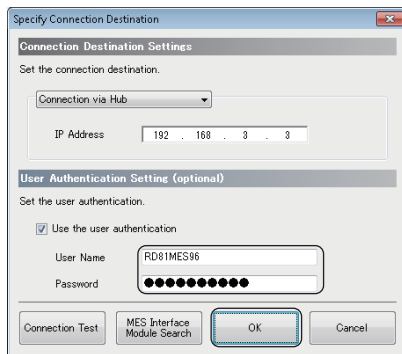 Specify Connection Destination
Connection Destination Settings
Set the connection destination.
Connection via Hub
IP Address 192 . 168 . 3 . 3
User Authentication Setting (optional)
Set the user authentication.
Use the user authentication
User Name RD81MES96
Password ●●●●●●●●●●
Connection Test
MES Interface
Module Search
OK
Cancel